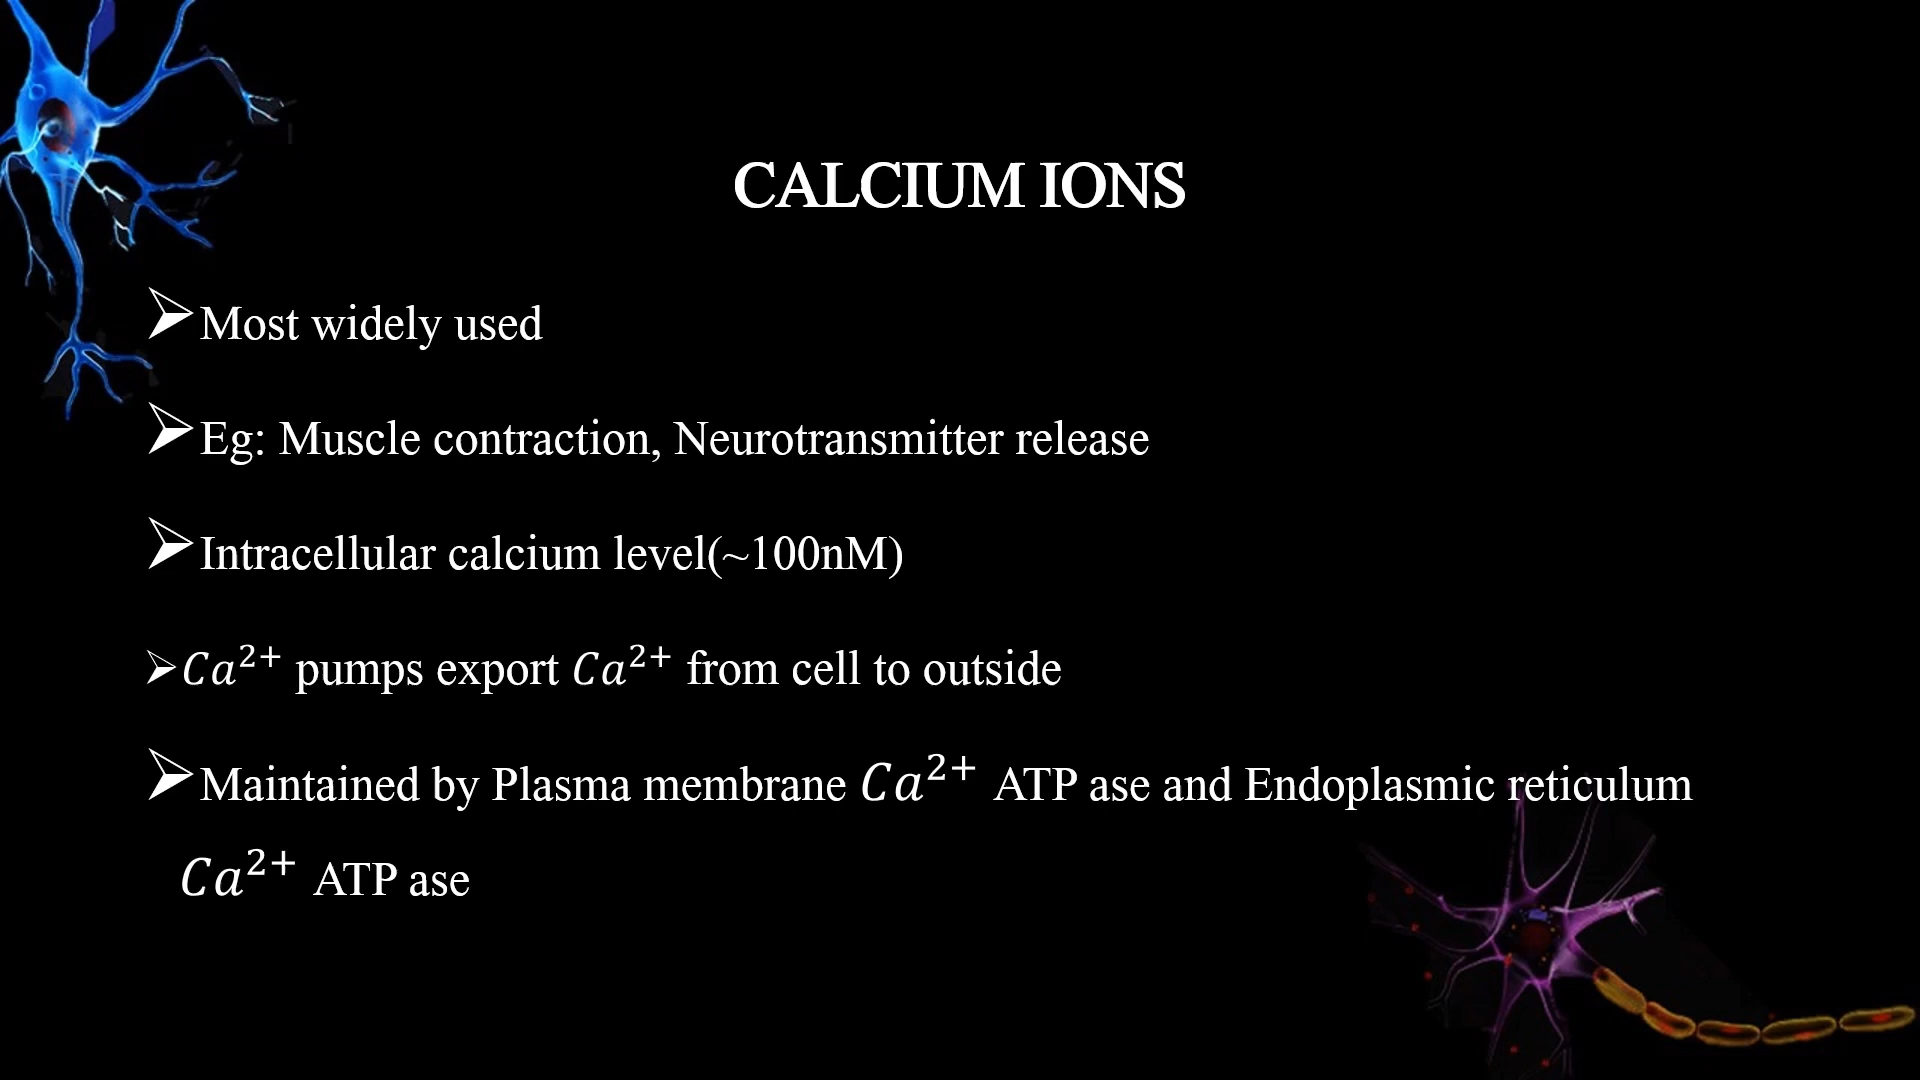 CALCIUM IONS
➢Most widely used
➢Eg: Muscle contraction, Neurotransmitter release
➢Intracellular calcium level(~100nM)
➢𝐶𝑎²⁺ pumps export 𝐶𝑎²⁺ from cell to outside
➢Maintained by Plasma membrane 𝐶𝑎²⁺ ATP ase and Endoplasmic reticulum
𝐶𝑎²⁺ ATP ase